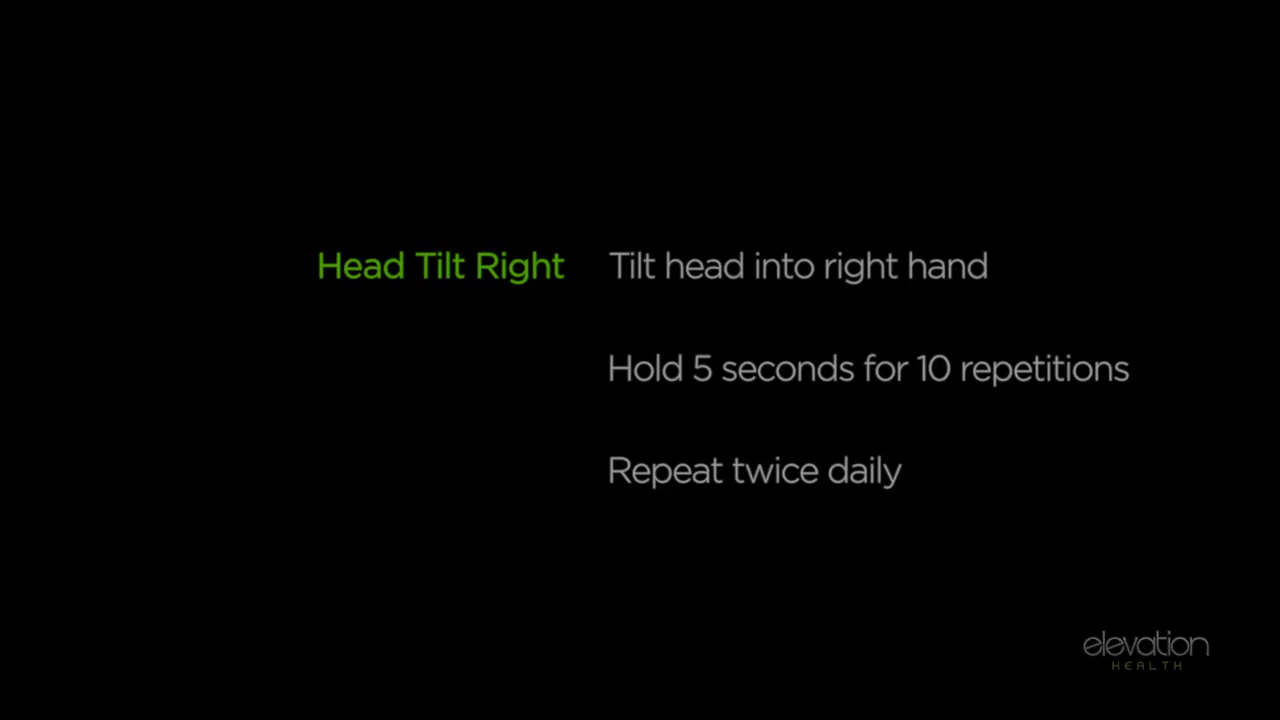 Head Tilt Right Tilt head into right hand
Hold 5 seconds for 10 repetitions
Repeat twice daily
elevation
HEALTH